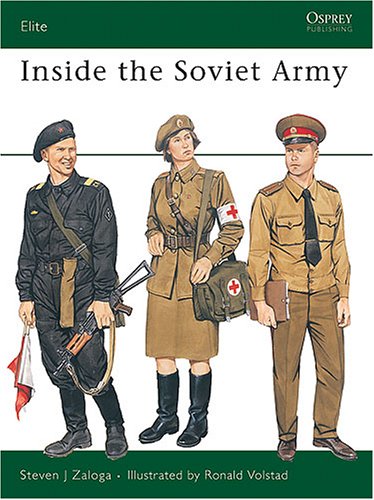 Elite
OSPREY
PUBLISHING
Inside the Soviet Army
Steven J Zaloga · Illustrated by Ronald Volstad